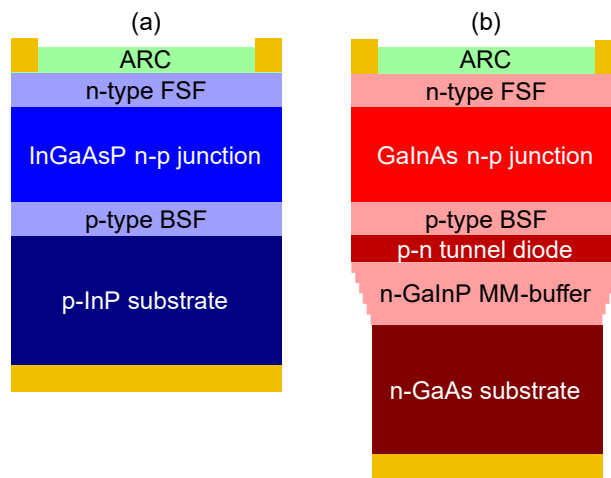 (a)
ARC
n-type FSF
InGaAsP n-p junction
p-type BSF
p-InP substrate
(b)
ARC
n-type FSF
GaInAs n-p junction
p-type BSF
p-n tunnel diode
n-GaInP MM-buffer
n-GaAs substrate